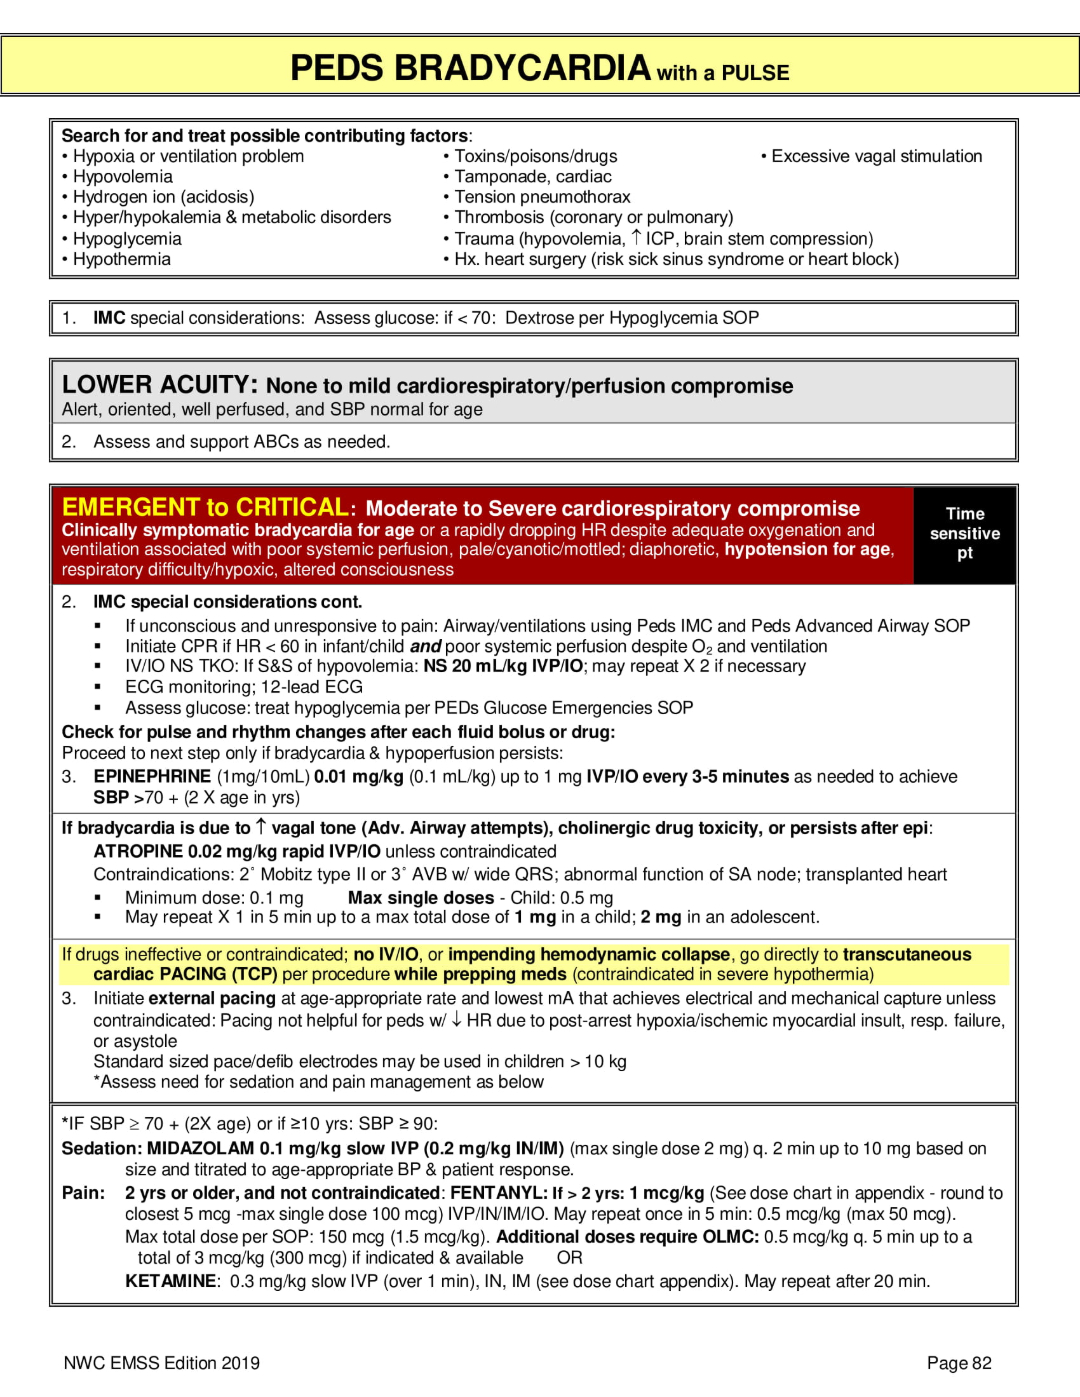 PEDS BRADYCARDIA with a PULSE
Search for and treat possible contributing factors:
• Hypoxia or ventilation problem
• Hypovolemia
• Hydrogen ion (acidosis)
• Hyper/hypokalemia & metabolic disorders
• Hypoglycemia
• Hypothermia
• Toxins/poisons/drugs
• Tamponade, cardiac
• Tension pneumothorax
• Thrombosis (coronary or pulmonary)
• Trauma (hypovolemia, ↑ ICP, brain stem compression)
• Hx. heart surgery (risk sick sinus syndrome or heart block)
• Excessive vagal stimulation
1. IMC special considerations: Assess glucose: if < 70: Dextrose per Hypoglycemia SOP
LOWER ACUITY: None to mild cardiorespiratory/perfusion compromise
Alert, oriented, well perfused, and SBP normal for age
2. Assess and support ABCs as needed.
EMERGENT to CRITICAL: Moderate to Severe cardiorespiratory compromise
Clinically symptomatic bradycardia for age or a rapidly dropping HR despite adequate oxygenation and
ventilation associated with poor systemic perfusion, pale/cyanotic/mottled; diaphoretic, hypotension for age,
respiratory difficulty/hypoxic, altered consciousness
Time
sensitive
pt
2. IMC special considerations cont.
▪ If unconscious and unresponsive to pain: Airway/ventilations using Peds IMC and Peds Advanced Airway SOP
▪ Initiate CPR if HR < 60 in infant/child and poor systemic perfusion despite O2 and ventilation
▪ IV/IO NS TKO: If S&S of hypovolemia: NS 20 mL/kg IVP/IO; may repeat X 2 if necessary
▪ ECG monitoring; 12-lead ECG
▪ Assess glucose: treat hypoglycemia per PEDs Glucose Emergencies SOP
Check for pulse and rhythm changes after each fluid bolus or drug:
Proceed to next step only if bradycardia & hypoperfusion persists:
3. EPINEPHRINE (1mg/10mL) 0.01 mg/kg (0.1 mL/kg) up to 1 mg IVP/IO every 3-5 minutes as needed to achieve
SBP >70 + (2 X age in yrs)
If bradycardia is due to ↑ vagal tone (Adv. Airway attempts), cholinergic drug toxicity, or persists after epi:
ATROPINE 0.02 mg/kg rapid IVP/IO unless contraindicated
Contraindications: 2˚ Mobitz type II or 3˚ AVB w/ wide QRS; abnormal function of SA node; transplanted heart
▪ Minimum dose: 0.1 mg Max single doses - Child: 0.5 mg
▪ May repeat X 1 in 5 min up to a max total dose of 1 mg in a child; 2 mg in an adolescent.
If drugs ineffective or contraindicated; no IV/IO, or impending hemodynamic collapse, go directly to transcutaneous
cardiac PACING (TCP) per procedure while prepping meds (contraindicated in severe hypothermia)
3. Initiate external pacing at age-appropriate rate and lowest mA that achieves electrical and mechanical capture unless
contraindicated: Pacing not helpful for peds w/ ↓ HR due to post-arrest hypoxia/ischemic myocardial insult, resp. failure,
or asystole
Standard sized pace/defib electrodes may be used in children > 10 kg
*Assess need for sedation and pain management as below
*IF SBP ≥ 70 + (2X age) or if ≥10 yrs: SBP ≥ 90:
Sedation: MIDAZOLAM 0.1 mg/kg slow IVP (0.2 mg/kg IN/IM) (max single dose 2 mg) q. 2 min up to 10 mg based on
size and titrated to age-appropriate BP & patient response.
Pain: 2 yrs or older, and not contraindicated: FENTANYL: If > 2 yrs: 1 mcg/kg (See dose chart in appendix - round to
closest 5 mcg -max single dose 100 mcg) IVP/IN/IM/IO. May repeat once in 5 min: 0.5 mcg/kg (max 50 mcg).
Max total dose per SOP: 150 mcg (1.5 mcg/kg). Additional doses require OLMC: 0.5 mcg/kg q. 5 min up to a
total of 3 mcg/kg (300 mcg) if indicated & available OR
KETAMINE: 0.3 mg/kg slow IVP (over 1 min), IN, IM (see dose chart appendix). May repeat after 20 min.
NWC EMSS Edition 2019
Page 82